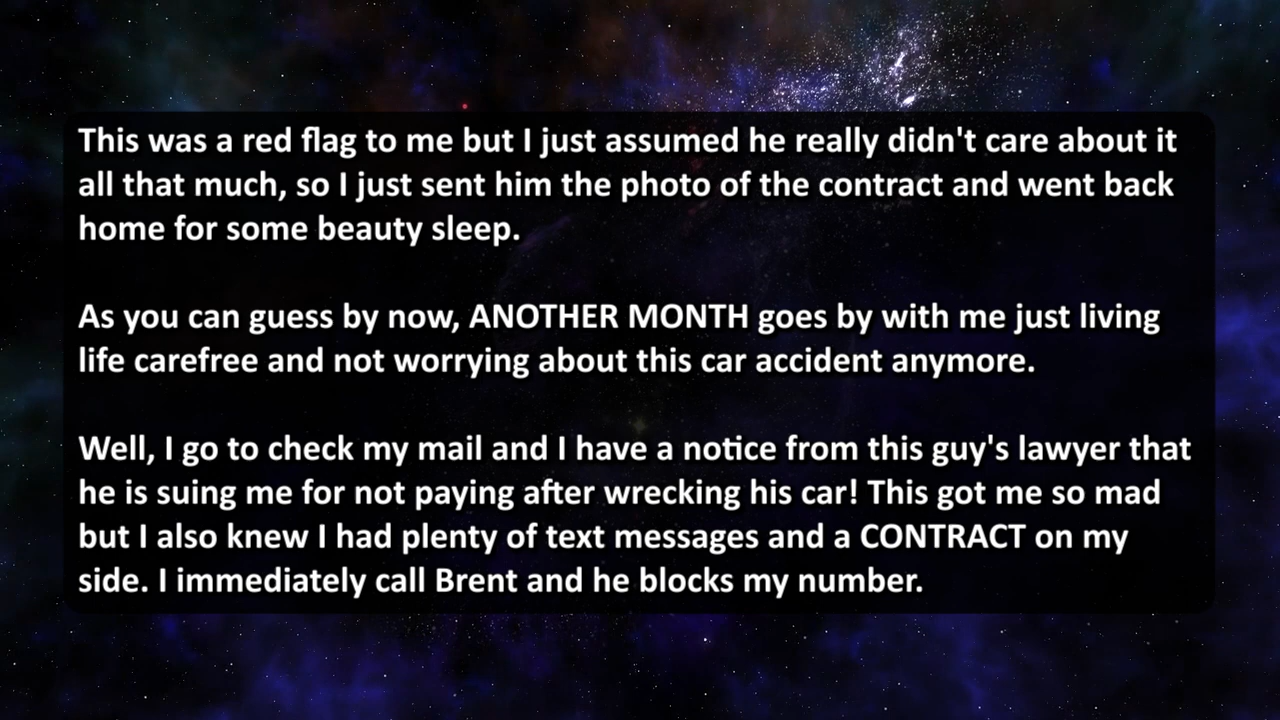 This was a red flag to me but I just assumed he really didn't care about it
all that much, so I just sent him the photo of the contract and went back
home for some beauty sleep.
As you can guess by now, ANOTHER MONTH goes by with me just living
life carefree and not worrying about this car accident anymore.
Well, I go to check my mail and I have a notice from this guy's lawyer that
he is suing me for not paying after wrecking his car! This got me so mad
but I also knew I had plenty of text messages and a CONTRACT on my
side. I immediately call Brent and he blocks my number.